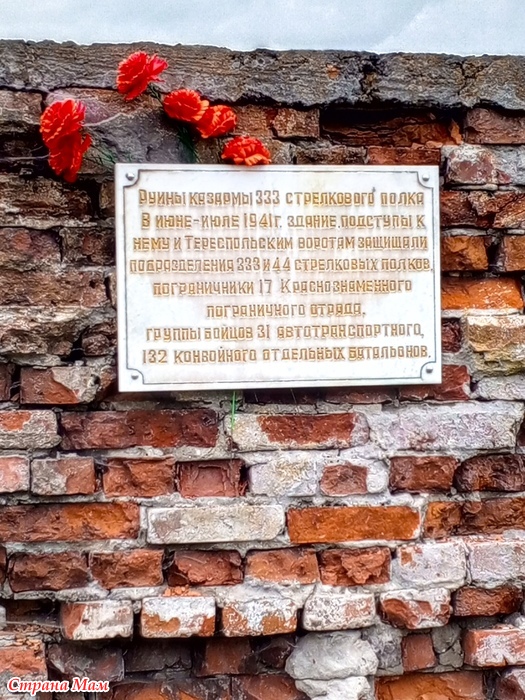 Руины казармы 333 стрелкового полка
В июне-июле 1941 г. здание, подступы к
нему и Тереспольским воротам защищали
подразделения 333 и 44 стрелковых полков,
пограничники 17 Краснознаменного
пограничного отряда,
группы бойцов 31 автотранспортного,
132 конвойного отдельных батальонов.
Страна Мам